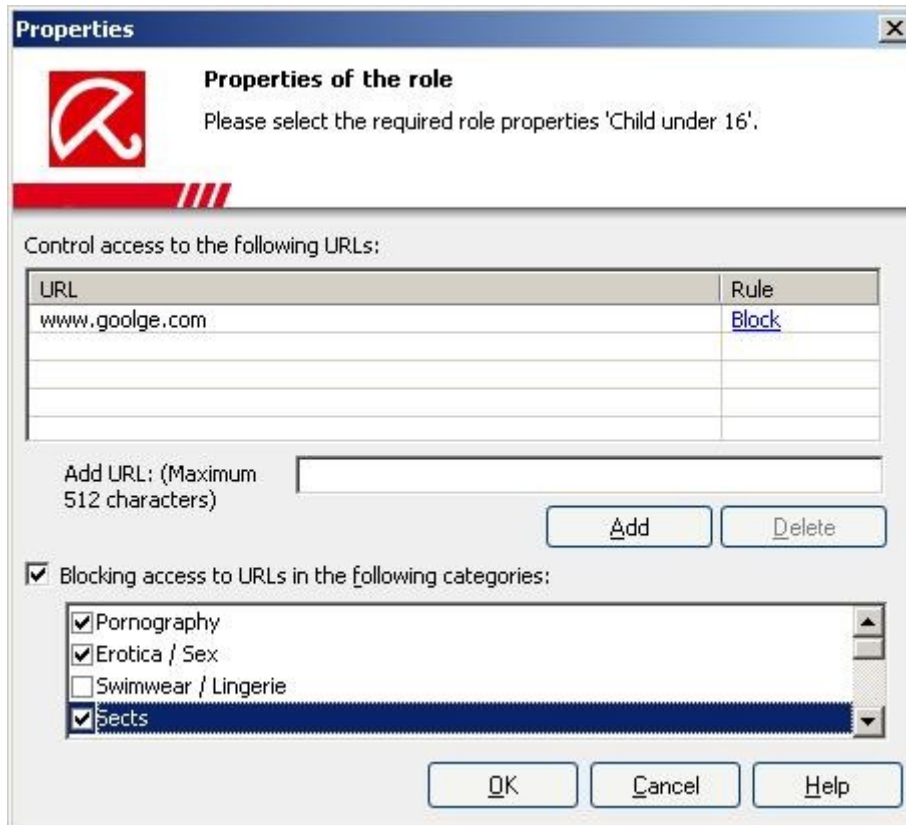 Properties
Properties of the role
Please select the required role properties 'Child under 16'.
Control access to the following URLs:
URL Rule
www.goolge.com Block
Add URL: (Maximum
512 characters)
Add Delete
Blocking access to URLs in the following categories:
Pornography
Erotica / Sex
Swimwear / Lingerie
Sects
OK Cancel Help